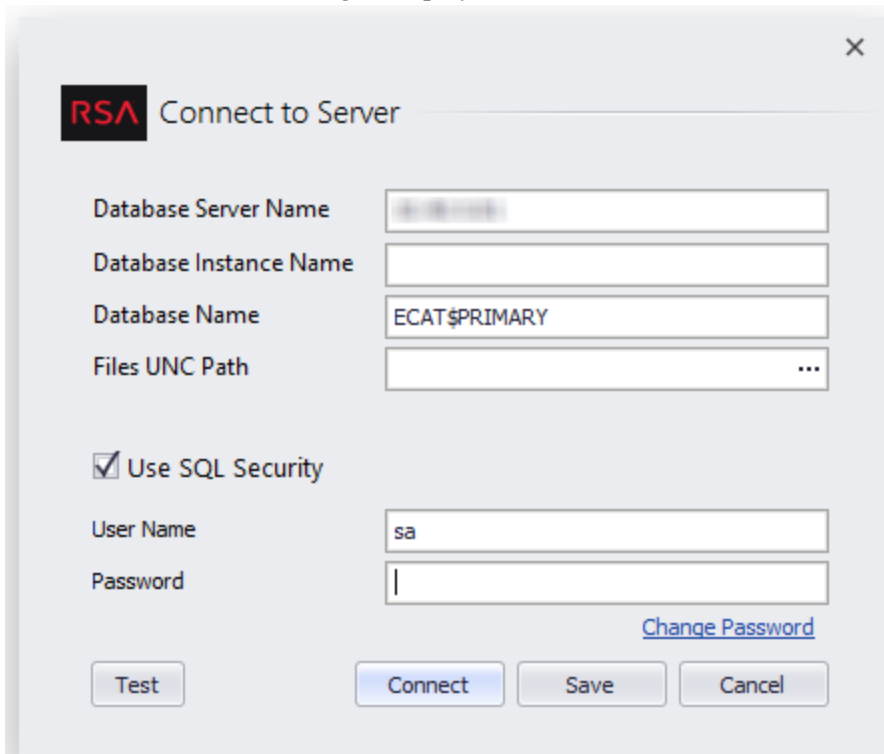 RSA Connect to Server
Database Server Name
Database Instance Name
Database Name ECAT$PRIMARY
Files UNC Path ...
Use SQL Security
User Name sa
Password
Change Password
Test Connect Save Cancel